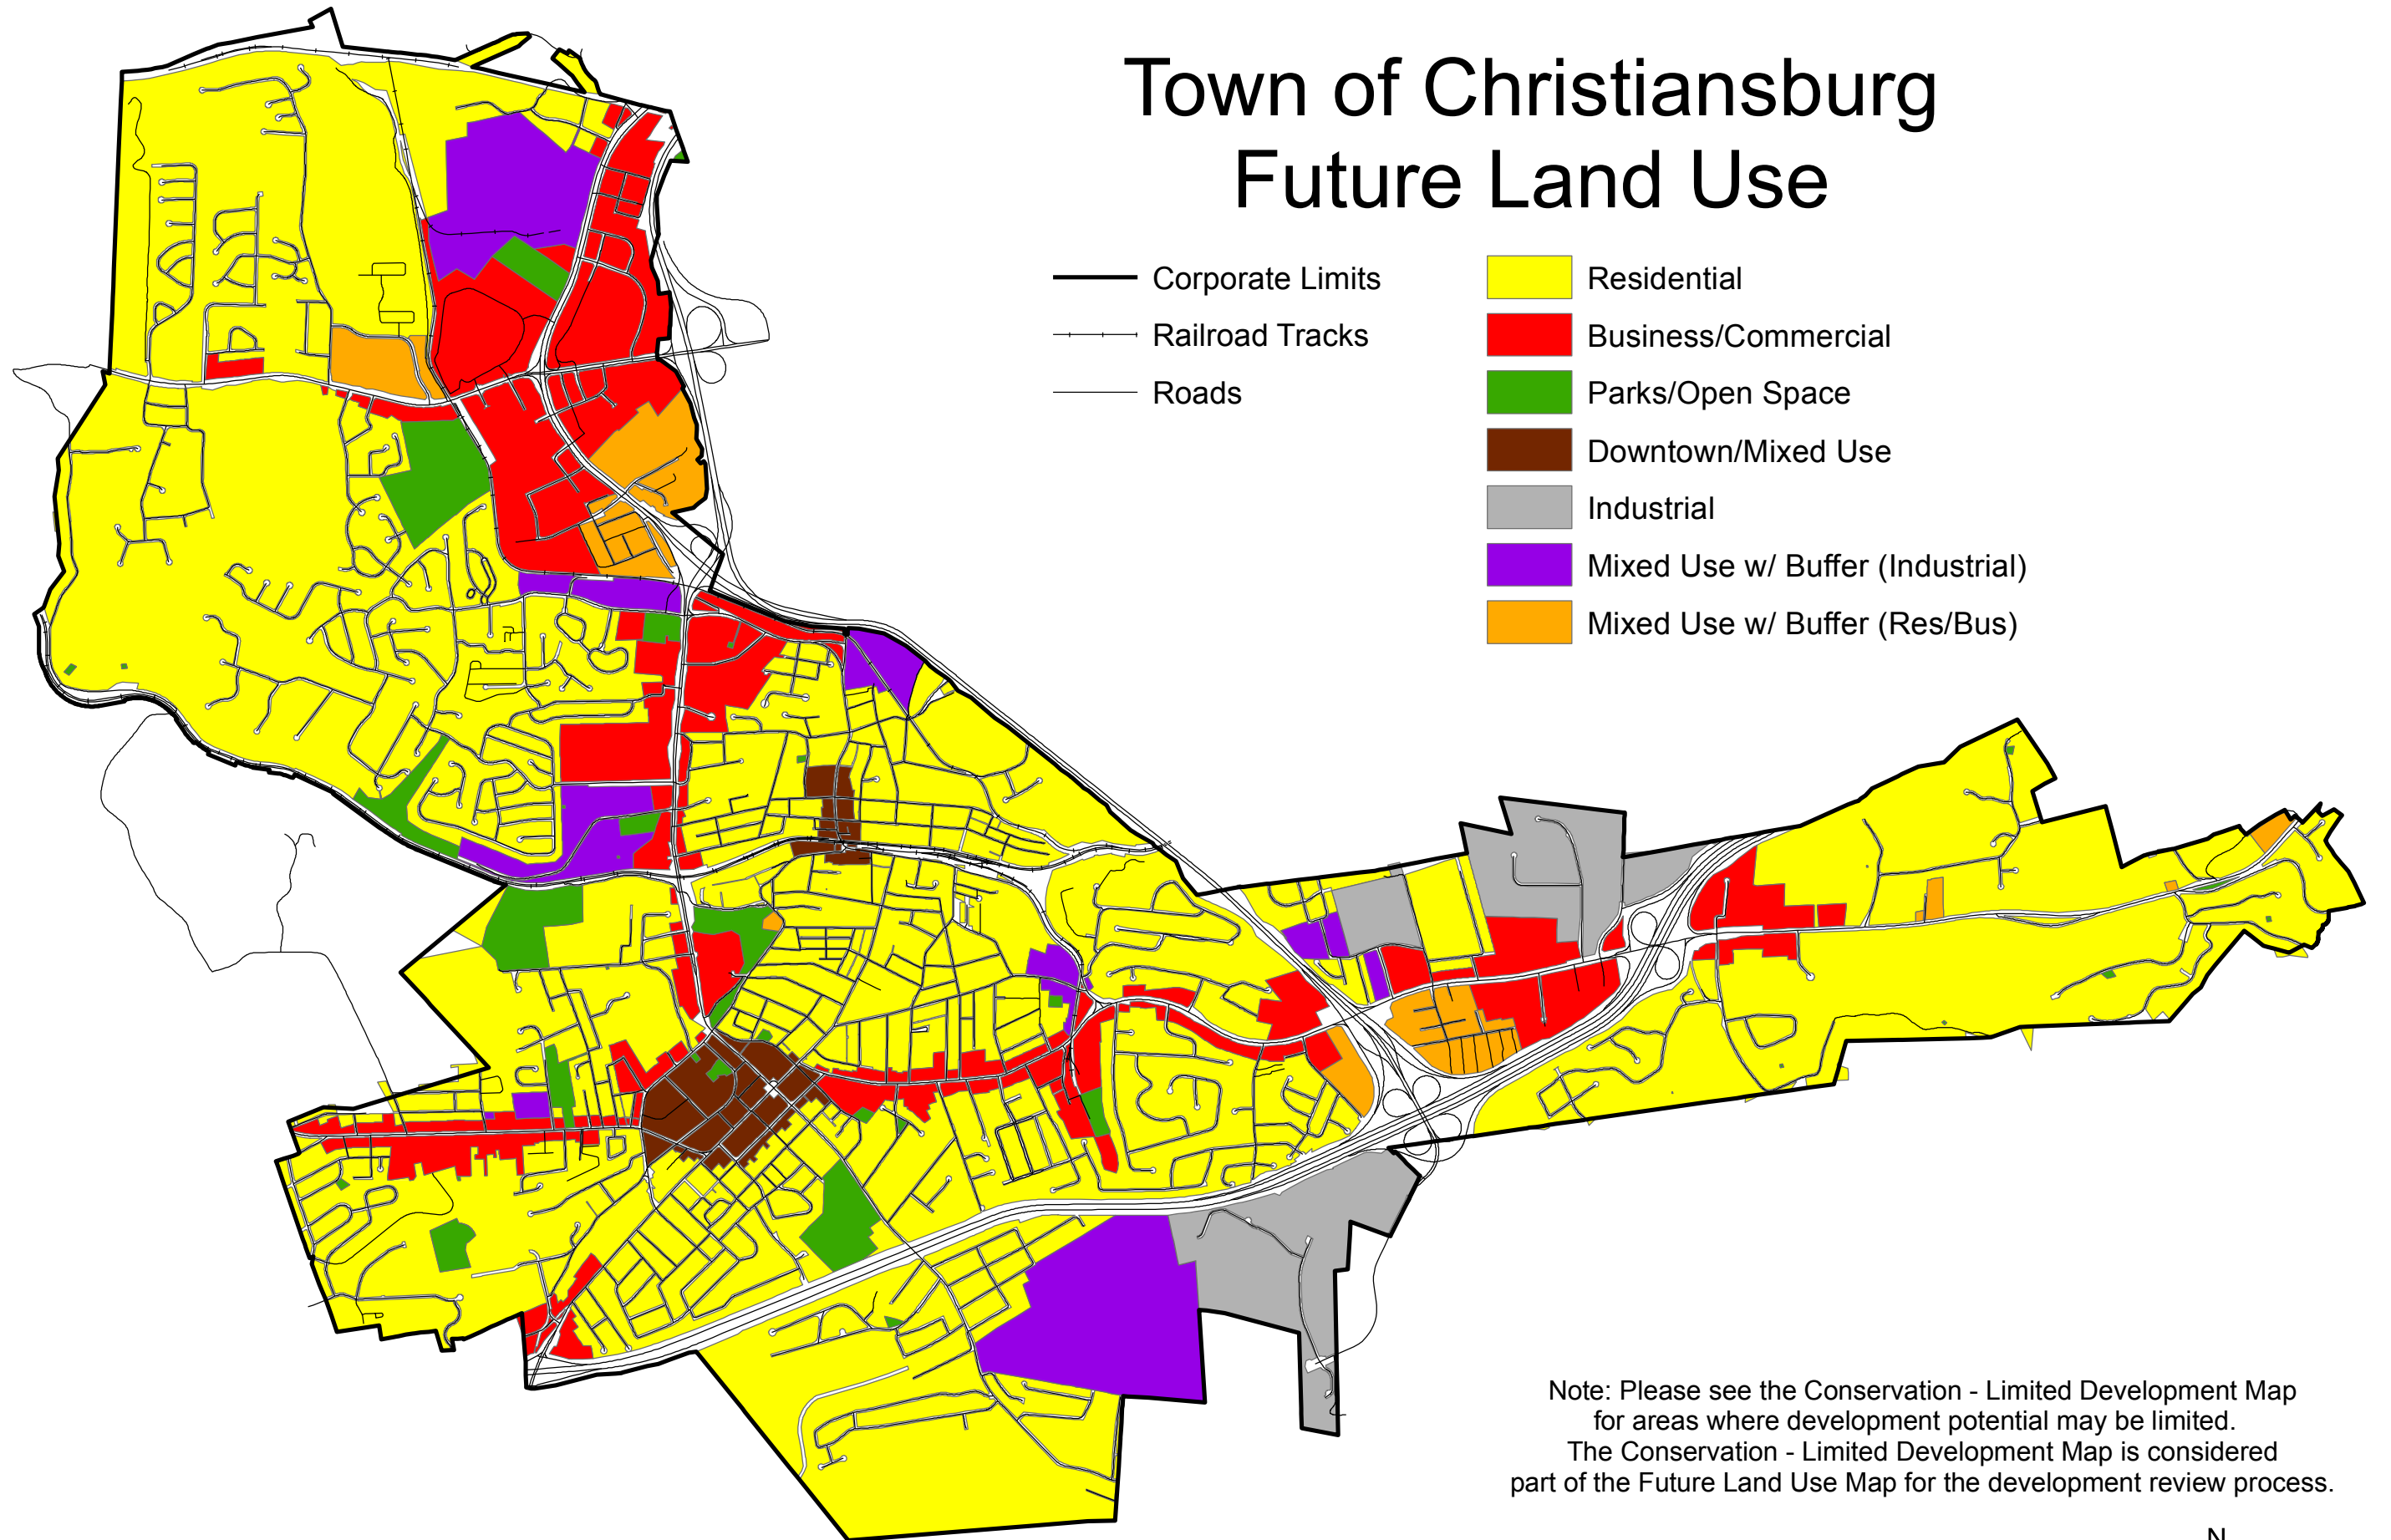 Town of Christiansburg
Future Land Use
Corporate Limits
Railroad Tracks
Roads
Residential
Business/Commercial
Parks/Open Space
Downtown/Mixed Use
Industrial
Mixed Use w/ Buffer (Industrial)
Mixed Use w/ Buffer (Res/Bus)
Note: Please see the Conservation - Limited Development Map
for areas where development potential may be limited.
The Conservation - Limited Development Map is considered
part of the Future Land Use Map for the development review process.
N